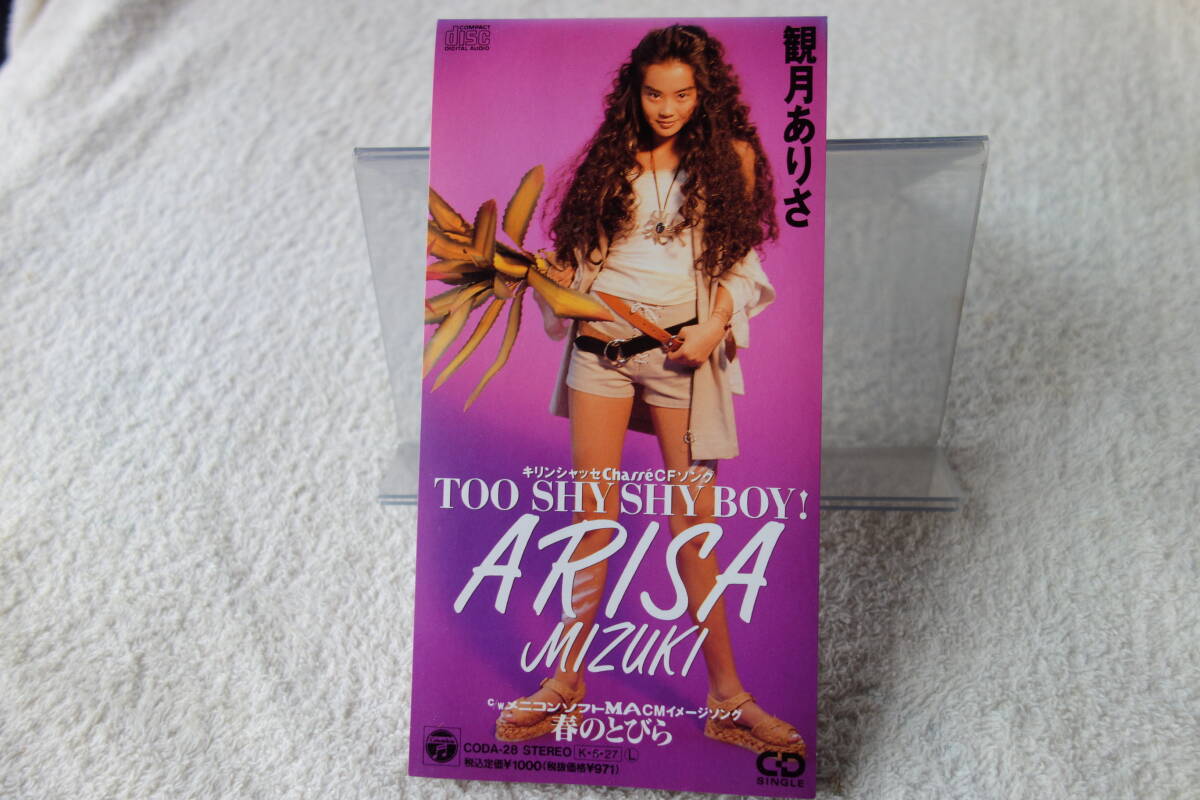 COMPACT
disc
DIGITAL AUDIO
観月ありさ
キリンシャッセChasséCFソング
TOO SHY SHY BOY!
ARISA
MIZUKI
C/WメニコンソフトMACMイメージソング
春のとびら
Columbia
CODA-28 STEREO K・5・27 L
税込定価¥1000(税抜価格¥971)
CD
SINGLE